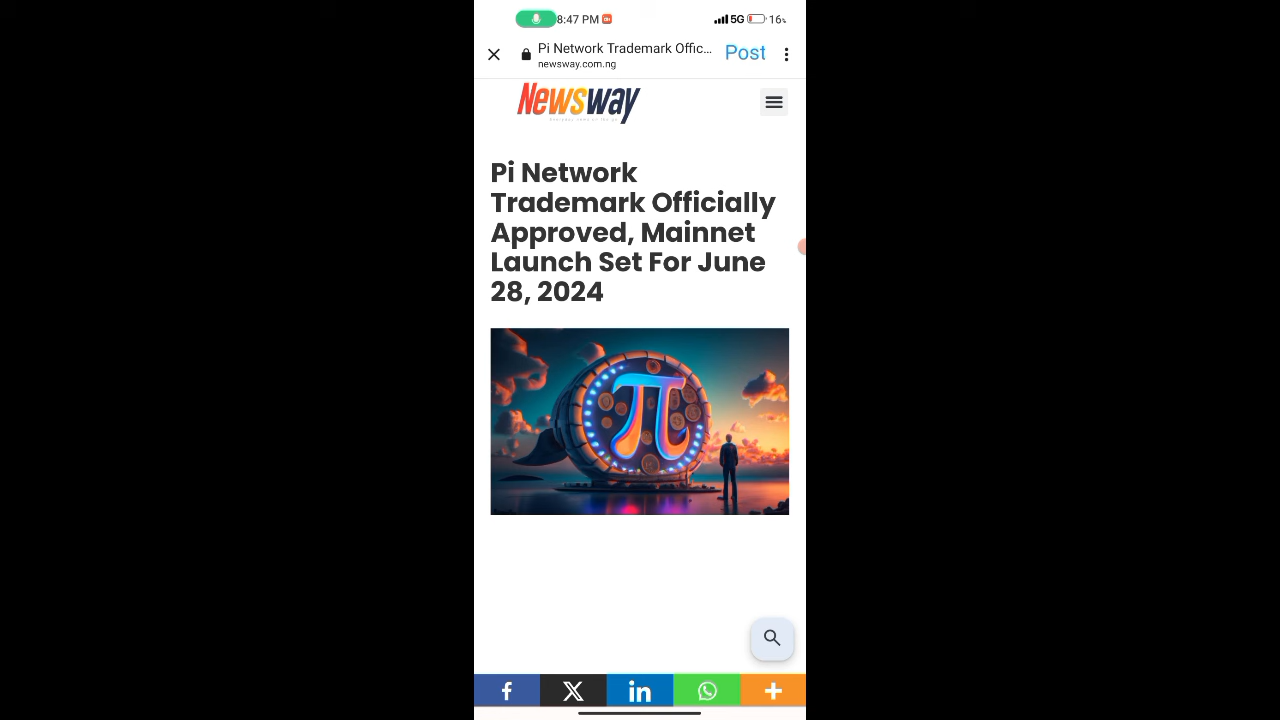 8:47 PM 5G 16%
Pi Network Trademark Offic... Post
newsway.com.ng
Newsway
Pi Network
Trademark Officially
Approved, Mainnet
Launch Set For June
28, 2024